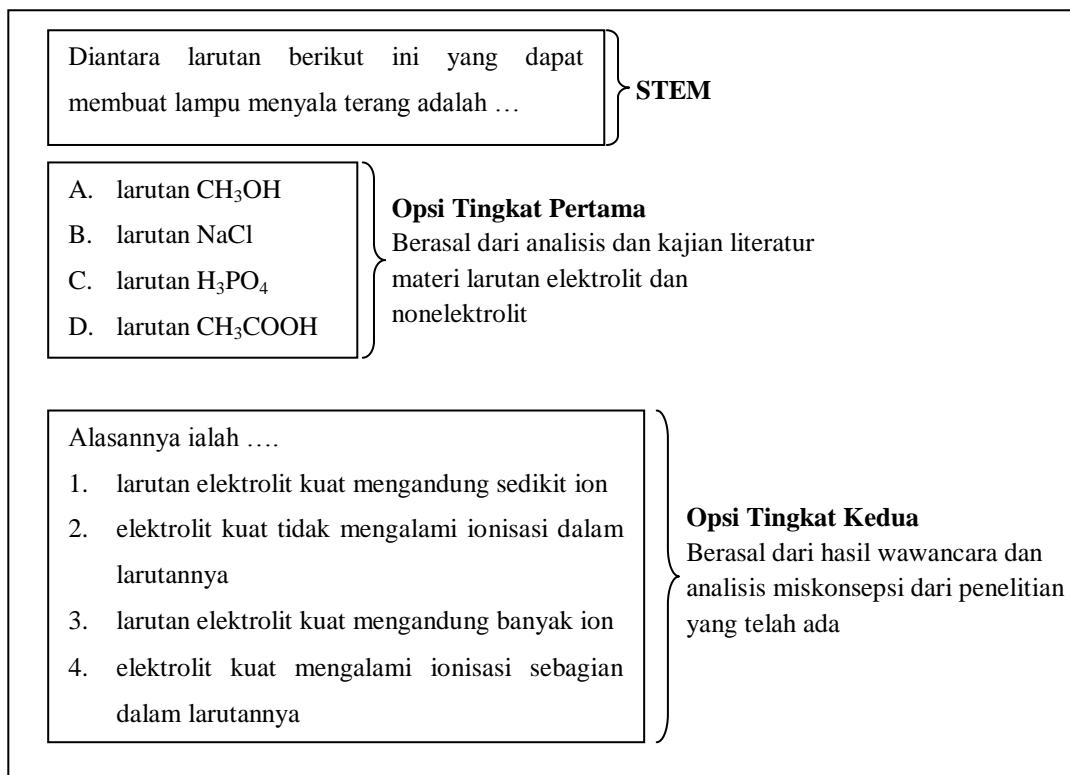 Diantara larutan berikut ini yang dapat
membuat lampu menyala terang adalah …
STEM
A. larutan CH₃OH
B. larutan NaCl
C. larutan H₃PO₄
D. larutan CH₃COOH
Opsi Tingkat Pertama
Berasal dari analisis dan kajian literatur
materi larutan elektrolit dan
nonelektrolit
Alasannya ialah ….
1. larutan elektrolit kuat mengandung sedikit ion
2. elektrolit kuat tidak mengalami ionisasi dalam
larutannya
3. larutan elektrolit kuat mengandung banyak ion
4. elektrolit kuat mengalami ionisasi sebagian
dalam larutannya
Opsi Tingkat Kedua
Berasal dari hasil wawancara dan
analisis miskonsepsi dari penelitian
yang telah ada